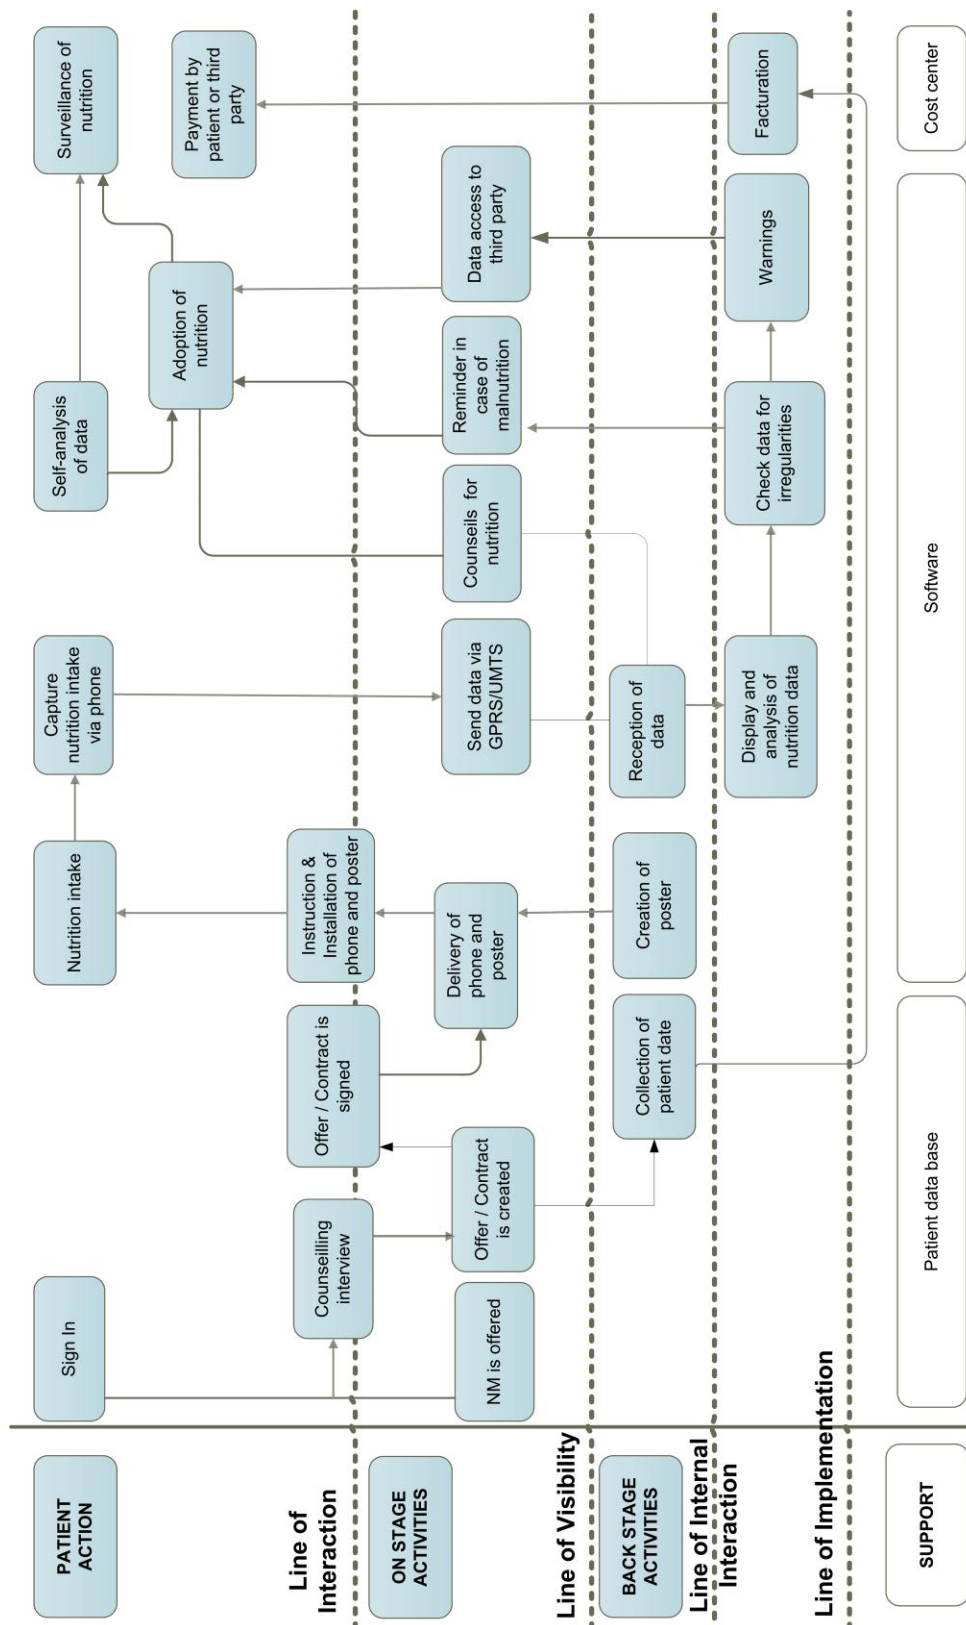 PATIENT
ACTION
Sign In
Nutrition intake
Capture
nutrition intake
via phone
Self-analysis
of data
Surveillance of
nutrition
Adoption of
nutrition
Payment by
patient or third
party
Line of
Interaction
Counseilling
interview
Offer / Contract is
signed
Instruction &
Installation of
phone and poster
ON STAGE
ACTIVITIES
NM is offered
Offer / Contract
is created
Delivery of
phone and
poster
Send data via
GPRS/UMTS
Counseils for
nutrition
Reminder in
case of
malnutrition
Data access to
third party
Line of Visibility
BACK STAGE
ACTIVITIES
Collection of
patient date
Creation of
poster
Reception of
data
Line of Internal
Interaction
Display and
analysis of
nutrition data
Check data for
irregularities
Warnings
Facturation
Line of Implementation
SUPPORT
Patient data base
Software
Cost center